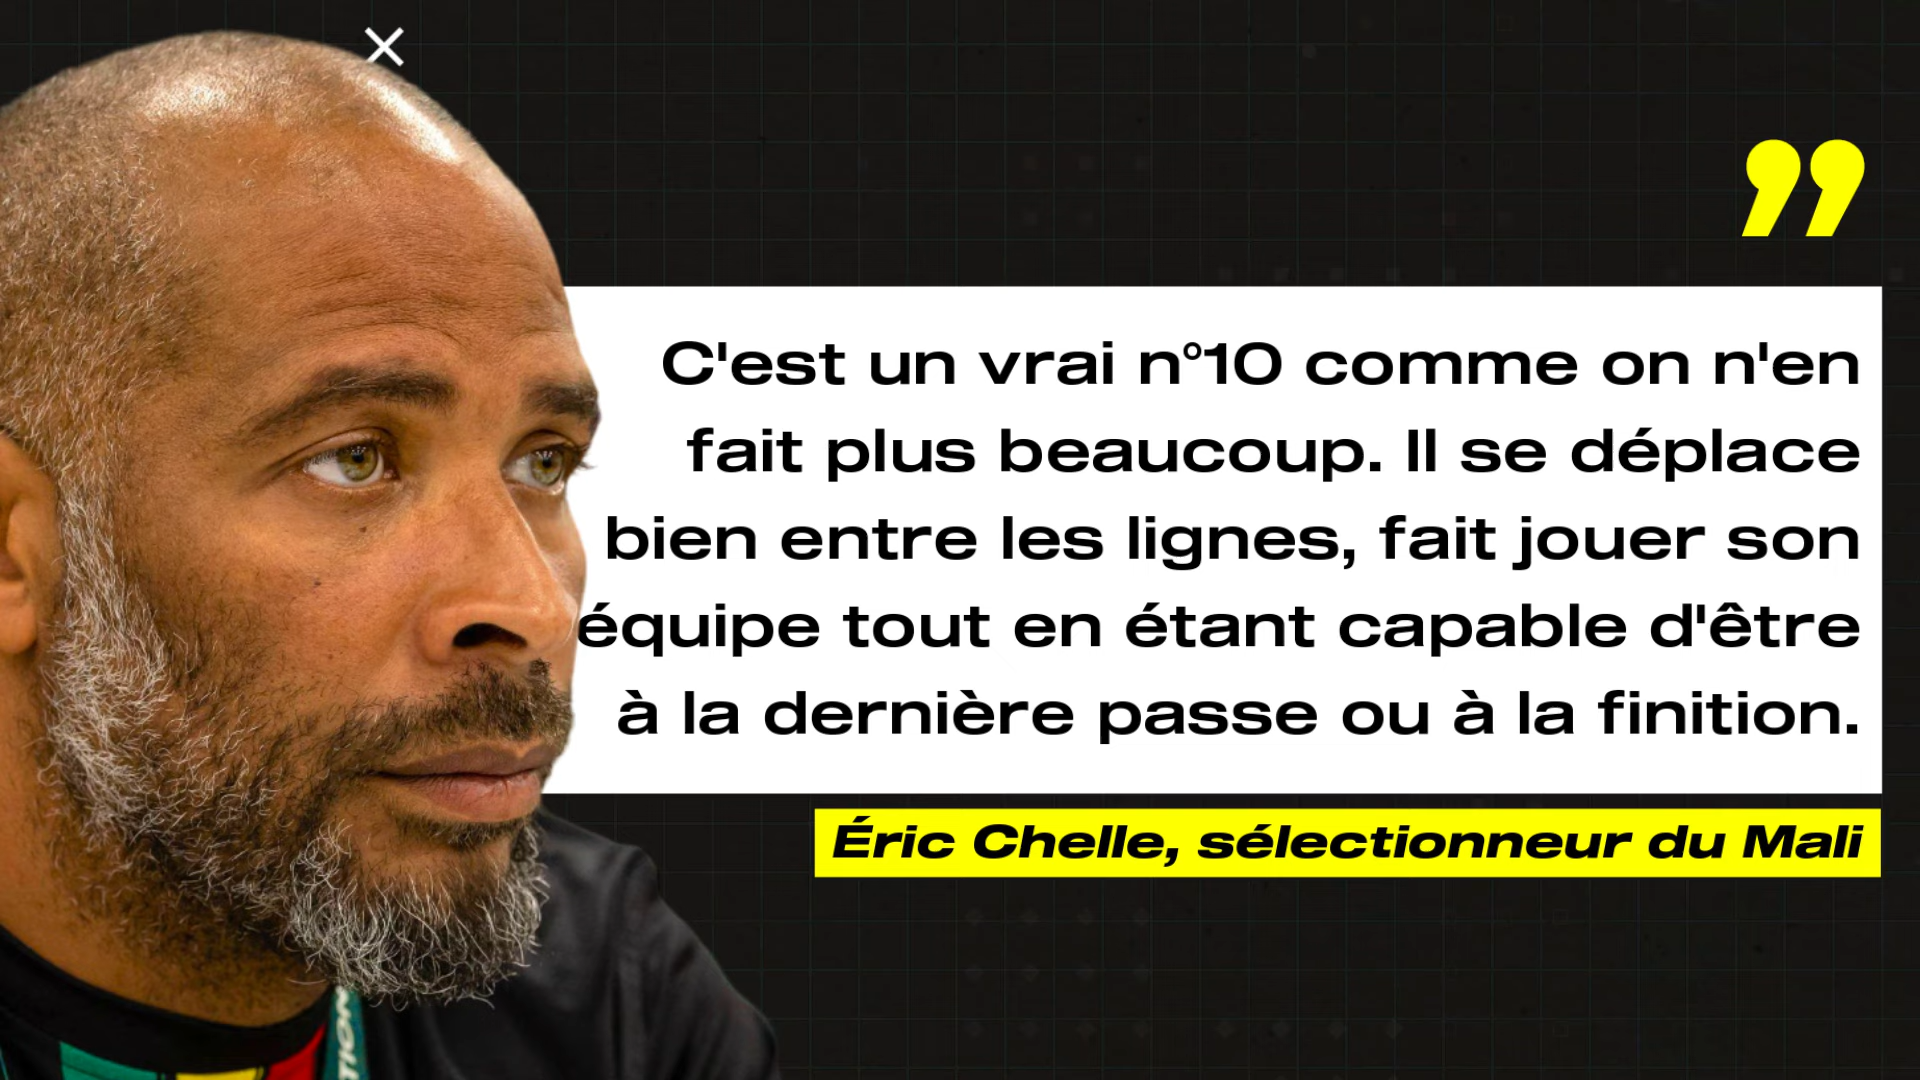 ”
C'est un vrai n°10 comme on n'en
fait plus beaucoup. Il se déplace
bien entre les lignes, fait jouer son
équipe tout en étant capable d'être
à la dernière passe ou à la finition.
Éric Chelle, sélectionneur du Mali